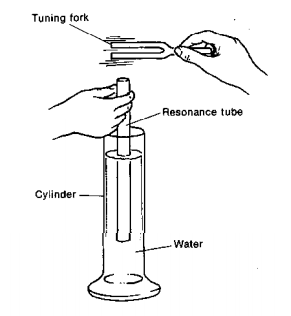 Tuning fork
Resonance tube
Cylinder
Water